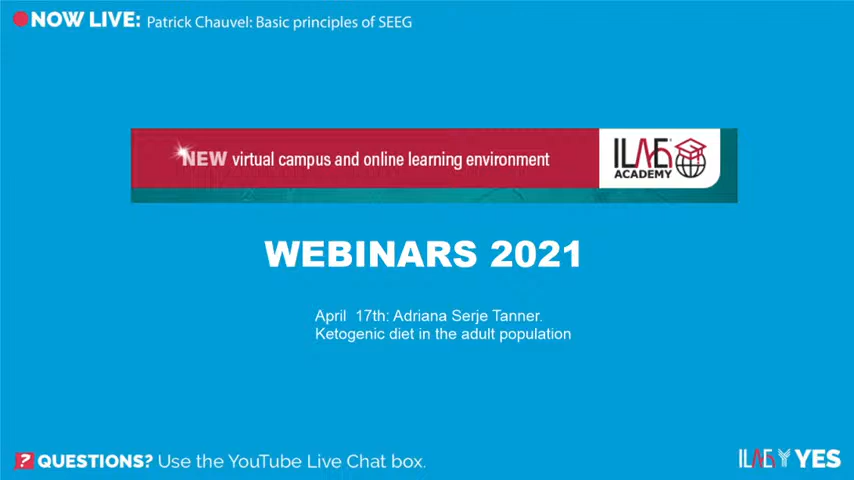 NOW LIVE: Patrick Chauvel: Basic principles of SEEG
NEW virtual campus and online learning environment
ILAE
ACADEMY
WEBINARS 2021
April 17th: Adriana Serje Tanner.
Ketogenic diet in the adult population
? QUESTIONS? Use the YouTube Live Chat box.
ILAE YES